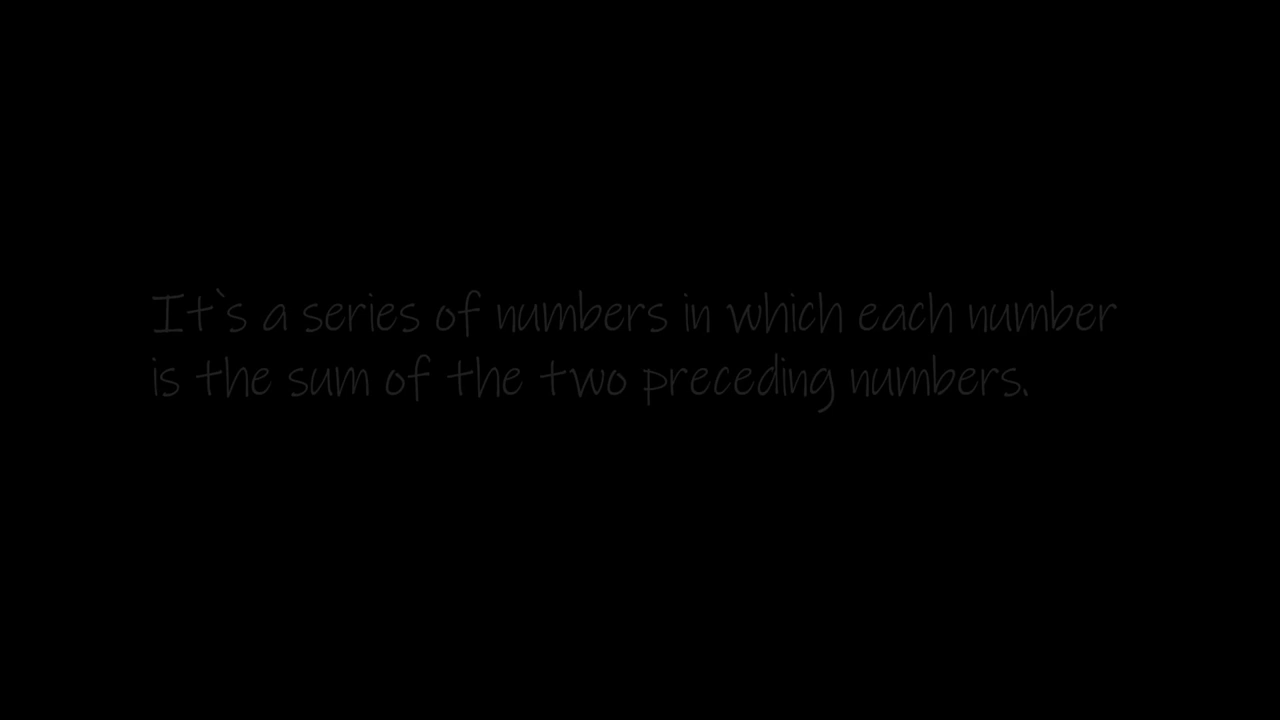 It`s a series of numbers in which each number
is the sum of the two preceding numbers.